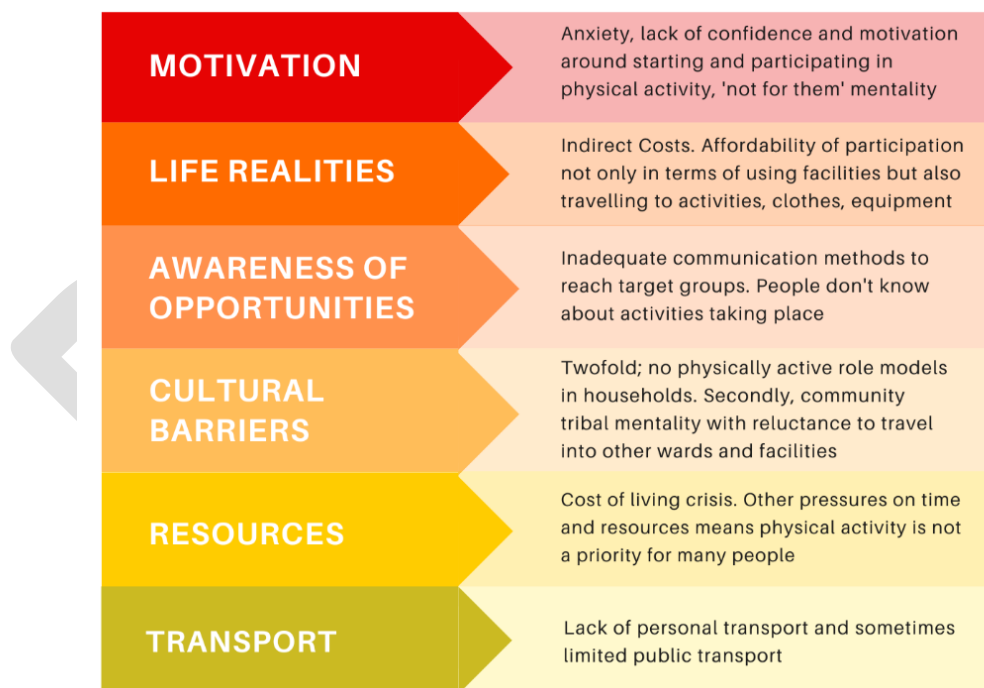 MOTIVATION
Anxiety, lack of confidence and motivation
around starting and participating in
physical activity, 'not for them' mentality
LIFE REALITIES
Indirect Costs. Affordability of participation
not only in terms of using facilities but also
travelling to activities, clothes, equipment
AWARENESS OF
OPPORTUNITIES
Inadequate communication methods to
reach target groups. People don't know
about activities taking place
CULTURAL
BARRIERS
Twofold; no physically active role models
in households. Secondly, community
tribal mentality with reluctance to travel
into other wards and facilities
RESOURCES
Cost of living crisis. Other pressures on time
and resources means physical activity is not
a priority for many people
TRANSPORT
Lack of personal transport and sometimes
limited public transport